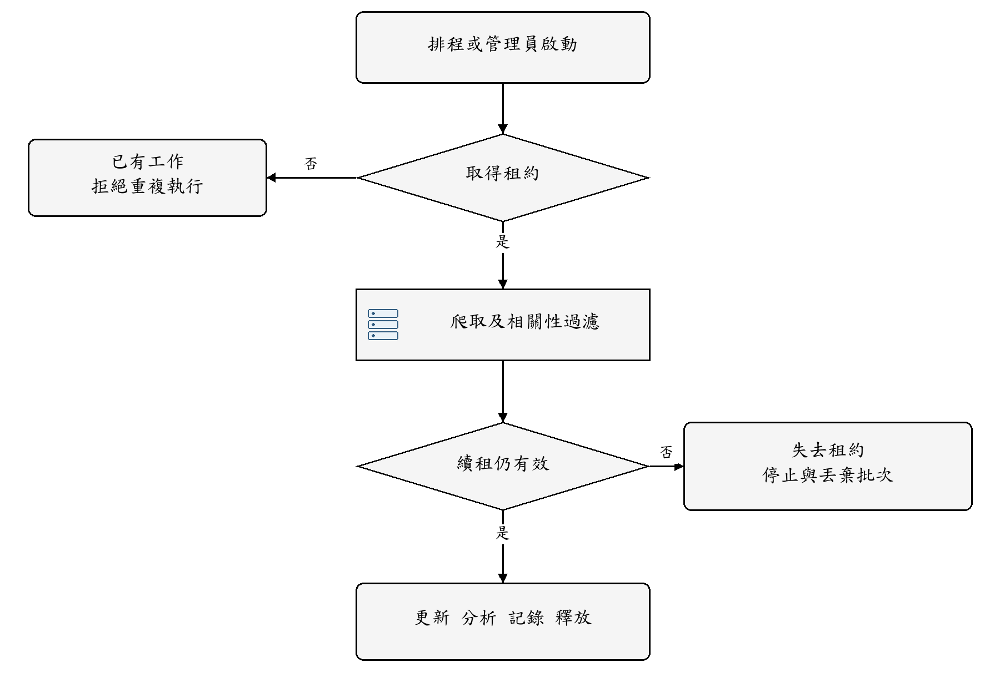 排程或管理員啟動
取得租約
否
已有工作
拒絕重複執行
是
爬取及相關性過濾
續租仍有效
否
失去租約
停止與丟棄批次
是
更新 分析 記錄 釋放